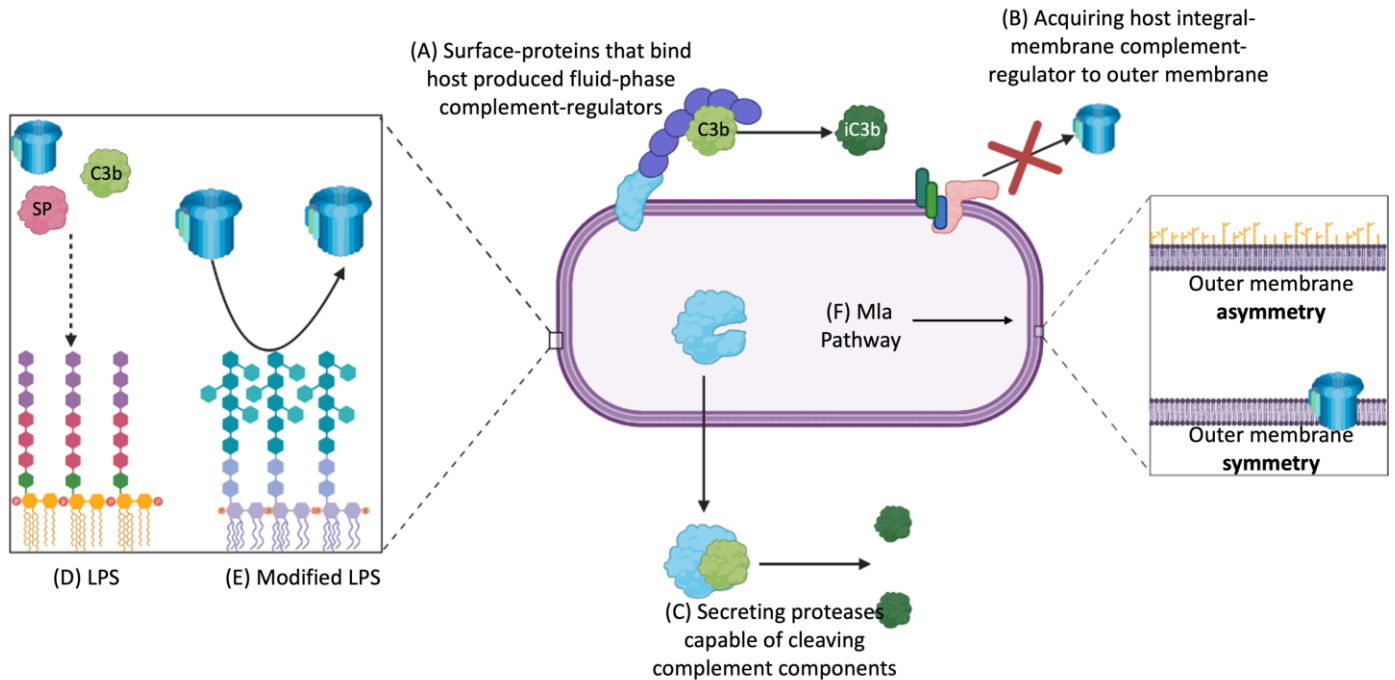 (A) Surface-proteins that bind
host produced fluid-phase
complement-regulators
(B) Acquiring host integral-
membrane complement-
regulator to outer membrane
C3b
iC3b
C3b
SP
(F) Mla
Pathway
Outer membrane
asymmetry
Outer membrane
symmetry
P
P
P
P
(D) LPS
(E) Modified LPS
(C) Secreting proteases
capable of cleaving
complement components